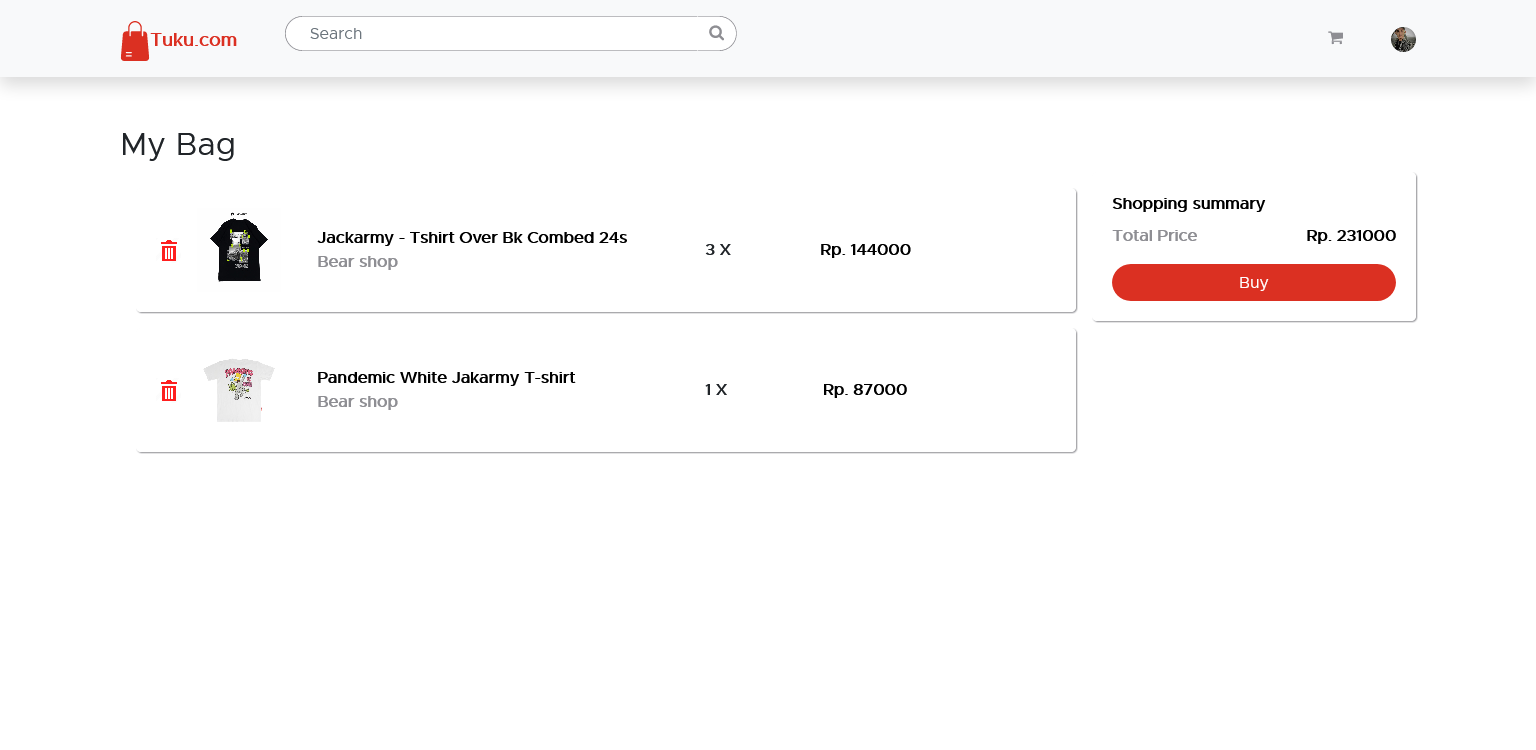 Tuku.com
Search
My Bag
Jackarmy - Tshirt Over Bk Combed 24s
Bear shop
3 X
Rp. 144000
Pandemic White Jakarmy T-shirt
Bear shop
1 X
Rp. 87000
Shopping summary
Total Price Rp. 231000
Buy